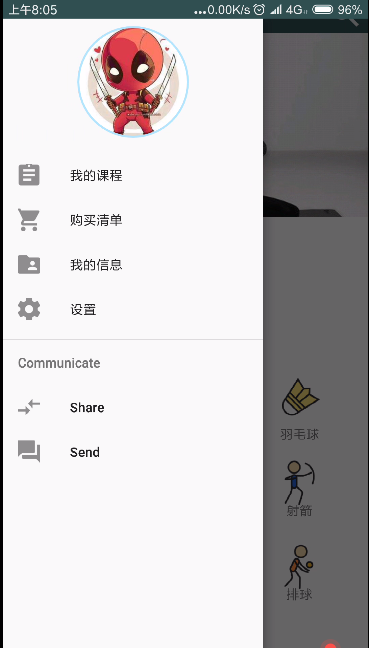 上午8:05 ...0.00K/s 4G 96%
我的课程
购买清单
我的信息
设置
Communicate
Share
Send
羽毛球
射箭
排球